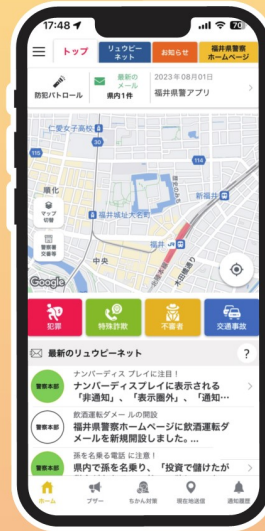 17:48
70
トップ
リュウピー
ネット
お知らせ
福井県警察
ホームページ
防犯パトロール
最新の
メール
県内1件
2023年08月01日
福井県警アプリ
仁愛女子高校
30
115
114
順化
マップ
切替
福井城址大名町
新福井
警察署
交番等
福井
中央
木田橋通り
Google
犯罪
特殊詐欺
不審者
交通事故
最新のリュウピーネット
?
警察本部
ナンバーディス プレイに注目！
ナンバーディスプレイに表示される
「非通知」、「表示圏外」、「通知…
警察本部
飲酒運転ダメール の開設
福井県警察ホームページに飲酒運転ダ
メールを新規開設しました。...
警察本部
孫を名乗る電話 に注意！
県内で孫を名乗り、「投資で儲けたが
ホーム
ブザー
ちかん対策
現在地送信
通知履歴